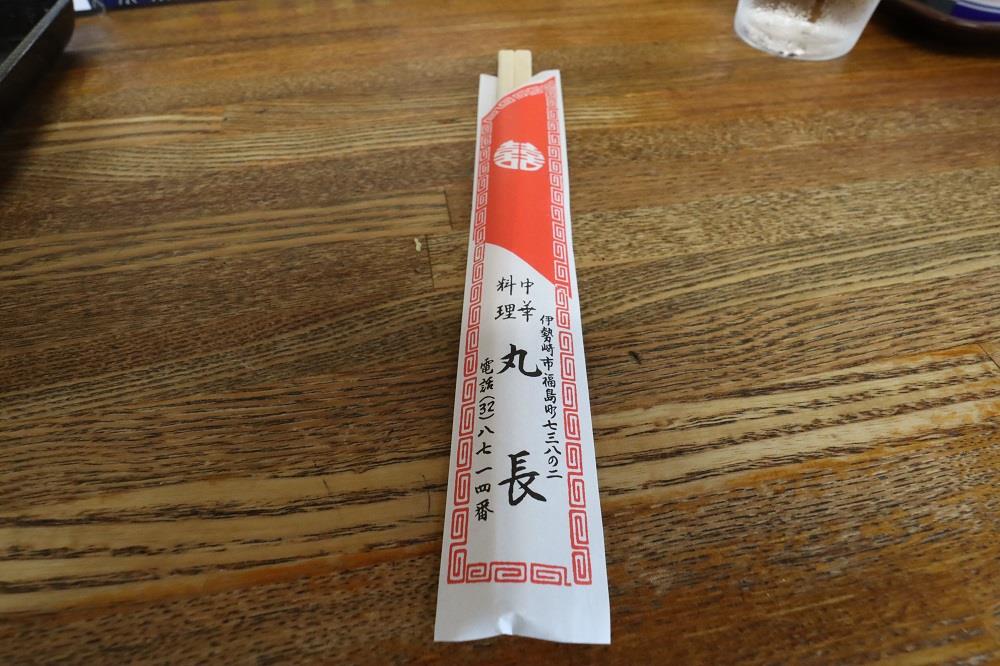 囍
伊勢崎市福島町七三八の二
中華
料理
丸長
電話(32)八七一四番